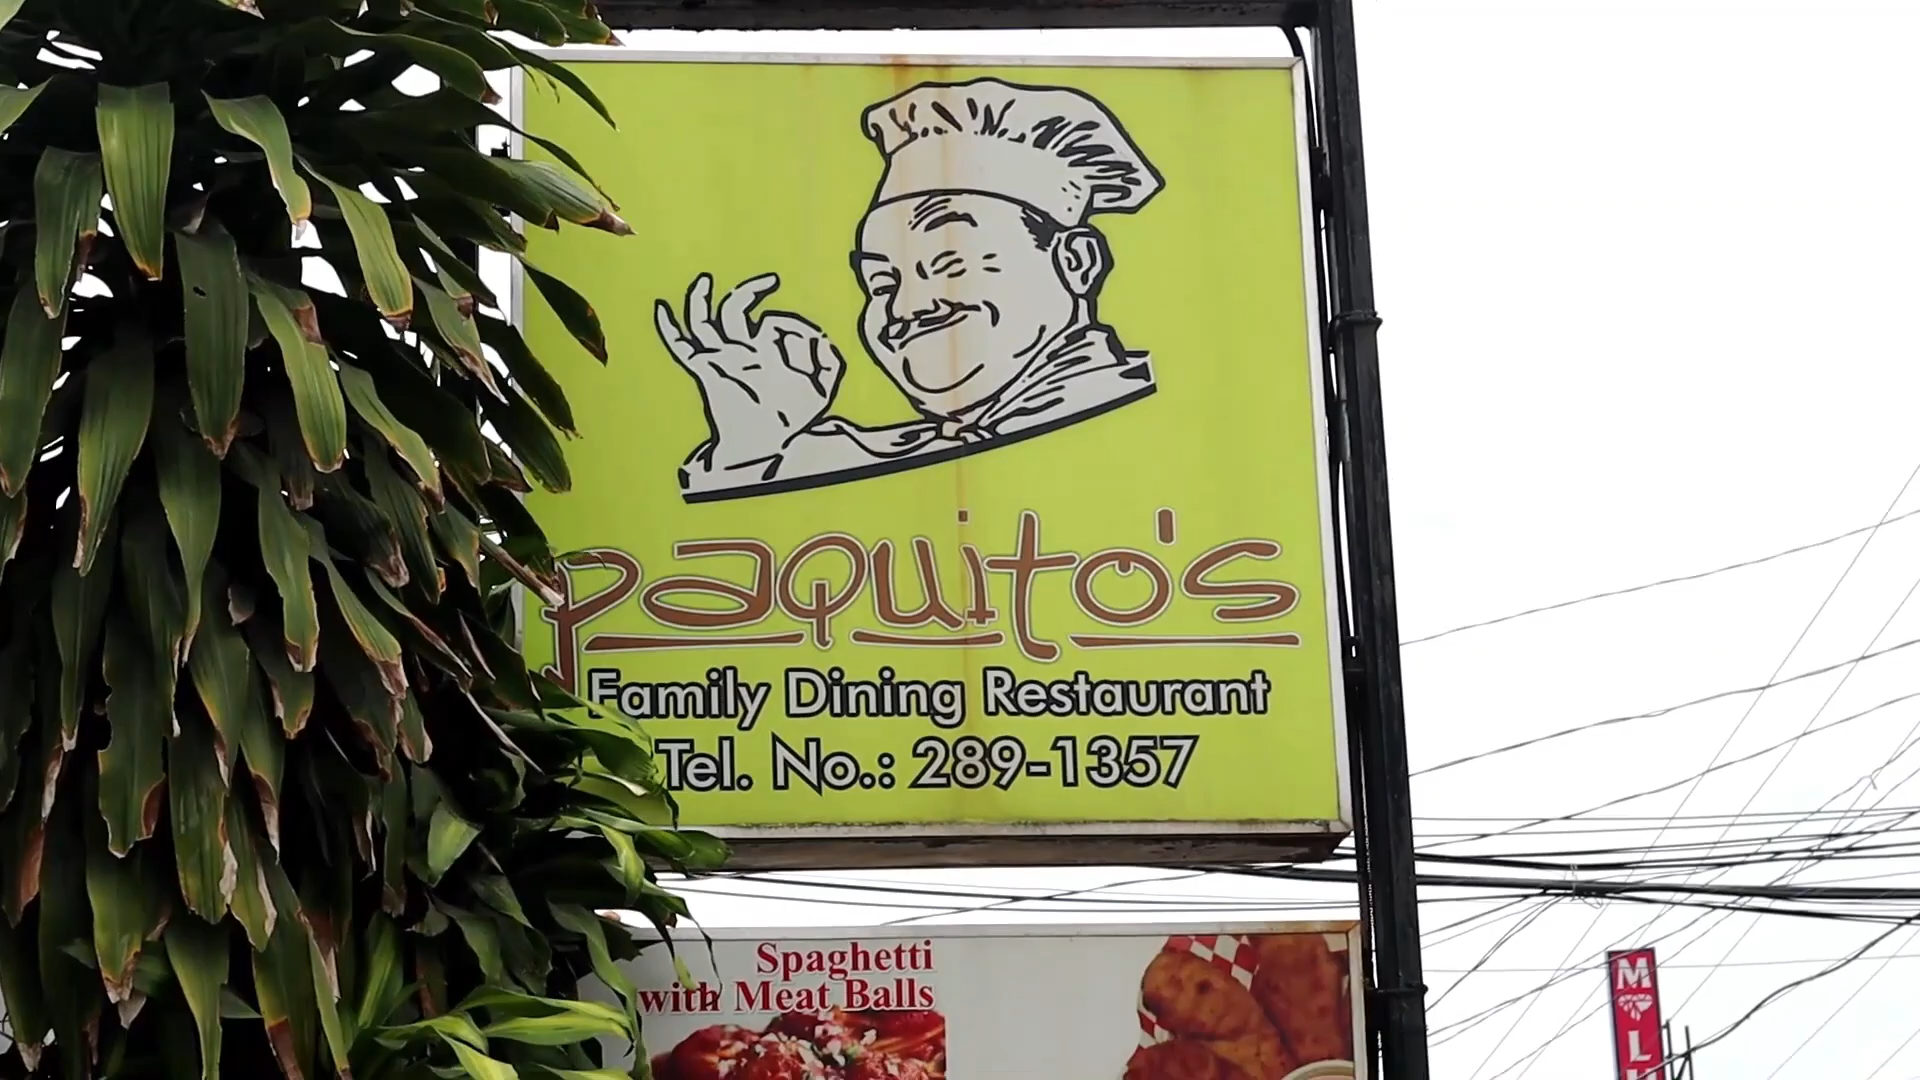 paquito's
Family Dining Restaurant
Tel. No.: 289-1357
Spaghetti
with Meat Balls